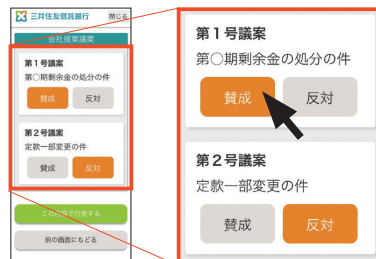 三井住友信託銀行 閉じる
会社提案議案
第1号議案
第○期剰余金の処分の件
賛成 反対
第2号議案
定款一部変更の件
賛成 反対
この内容で行使する
前の画面にもどる
第1号議案
第○期剰余金の処分の件
賛成 反対
第2号議案
定款一部変更の件
賛成 反対